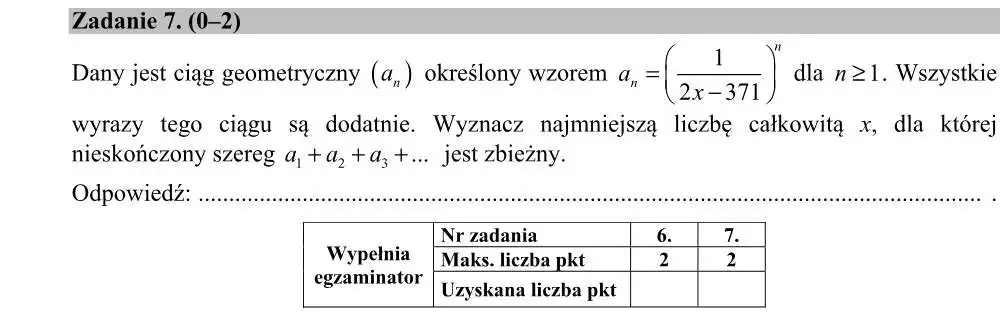 Zadanie 7. (0–2)
Dany jest ciąg geometryczny (aₙ) określony wzorem aₙ = (1/(2x − 371))ⁿ dla n ≥ 1. Wszystkie
wyrazy tego ciągu są dodatnie. Wyznacz najmniejszą liczbę całkowitą x, dla której
nieskończony szereg a₁ + a₂ + a₃ + ... jest zbieżny.
Odpowiedź: .................................................................................................................................. .
Wypełnia egzaminator
Nr zadania 6. 7.
Maks. liczba pkt 2 2
Uzyskana liczba pkt